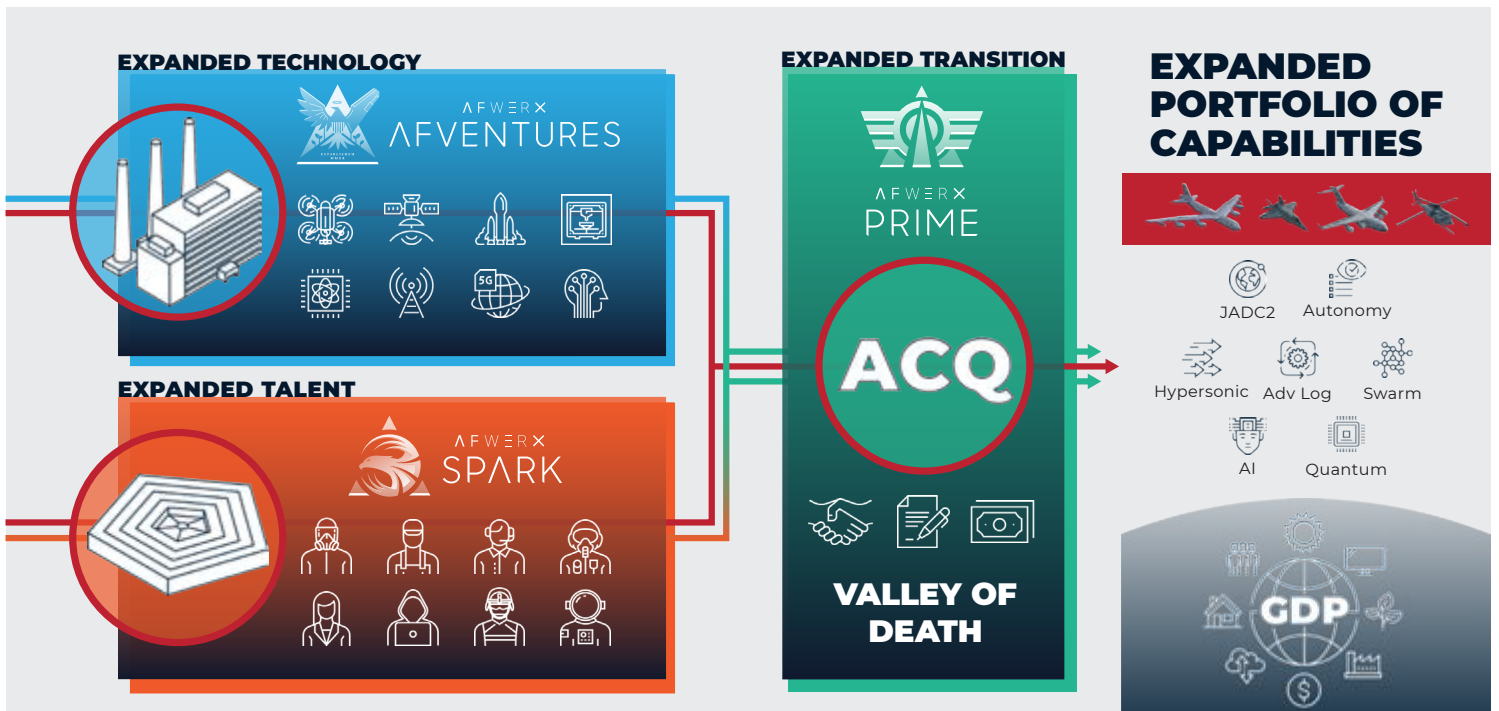 EXPANDED TECHNOLOGY
AFWERX
AFVENTURES
5G
EXPANDED TALENT
AFWERX
SPARK
EXPANDED TRANSITION
AFWERX
PRIME
ACQ
VALLEY OF
DEATH
EXPANDED
PORTFOLIO OF
CAPABILITIES
JADC2
Autonomy
Hypersonic
Adv Log
Swarm
AI
Quantum
GDP
$